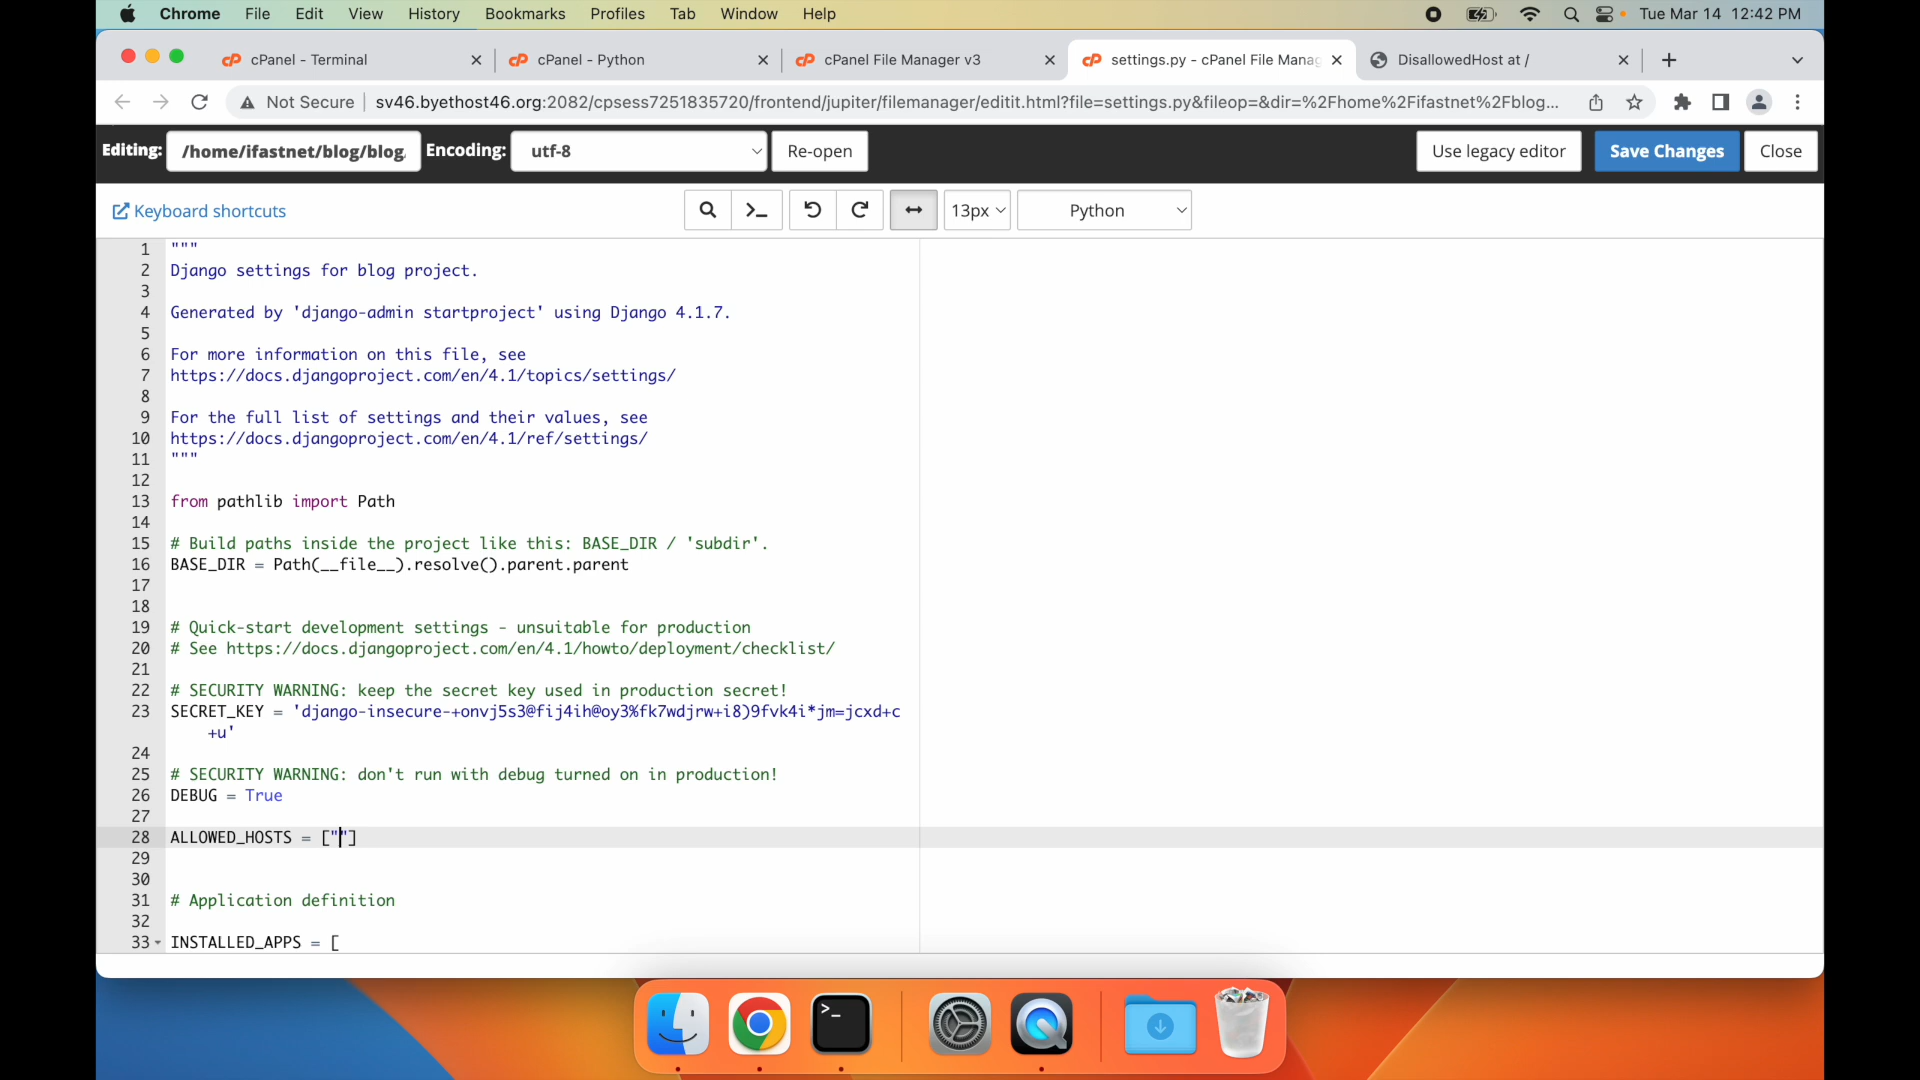 Chrome File Edit View History Bookmarks Profiles Tab Window Help Tue Mar 14 12:42 PM
cPanel - Terminal cPanel - Python cPanel File Manager v3 settings.py - cPanel File Manag DisallowedHost at /
Not Secure sv46.byethost46.org:2082/cpsess7251835720/frontend/jupiter/filemanager/editit.html?file=settings.py&fileop=&dir=%2Fhome%2Fifastnet%2Fblog...
Editing: /home/ifastnet/blog/blog Encoding: utf-8 Re-open Use legacy editor Save Changes Close
Keyboard shortcuts >_ 13px Python
1 """
2 Django settings for blog project.
3
4 Generated by 'django-admin startproject' using Django 4.1.7.
5
6 For more information on this file, see
7 https://docs.djangoproject.com/en/4.1/topics/settings/
8
9 For the full list of settings and their values, see
10 https://docs.djangoproject.com/en/4.1/ref/settings/
11 """
12
13 from pathlib import Path
14
15 # Build paths inside the project like this: BASE_DIR / 'subdir'.
16 BASE_DIR = Path(__file__).resolve().parent.parent
17
18
19 # Quick-start development settings - unsuitable for production
20 # See https://docs.djangoproject.com/en/4.1/howto/deployment/checklist/
21
22 # SECURITY WARNING: keep the secret key used in production secret!
23 SECRET_KEY = 'django-insecure-+onvj5s3@fij4ih@oy3%fk7wdjrw+i8)9fvk4i*jm=jcxd+c
+u'
24
25 # SECURITY WARNING: don't run with debug turned on in production!
26 DEBUG = True
27
28 ALLOWED_HOSTS = [""]
29
30
31 # Application definition
32
33 INSTALLED_APPS = [
>_